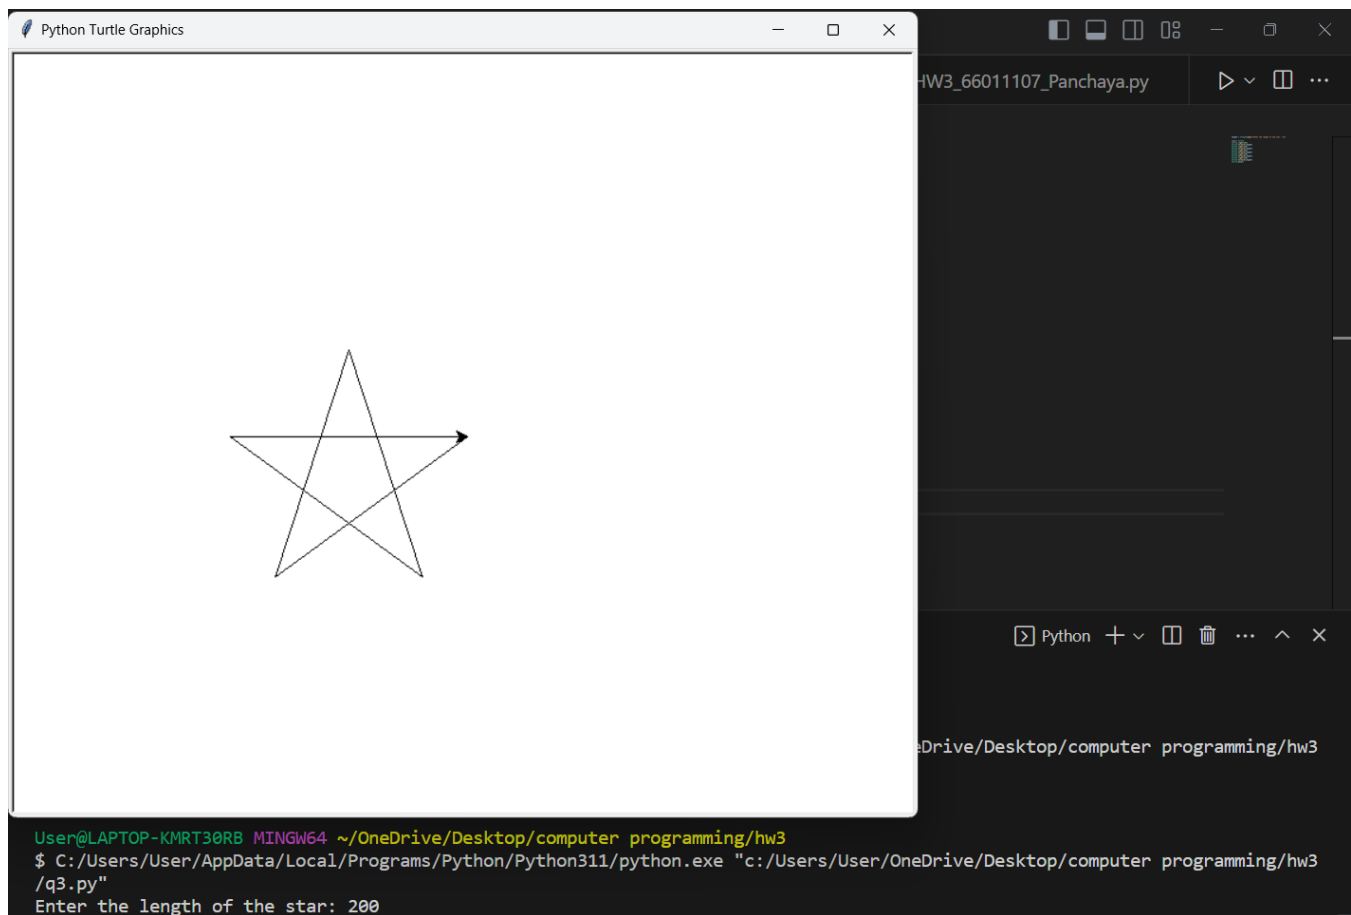 Python Turtle Graphics
HW3_66011107_Panchaya.py
Python
eDrive/Desktop/computer programming/hw3
User@LAPTOP-KMRT30RB MINGW64 ~/OneDrive/Desktop/computer programming/hw3
$ C:/Users/User/AppData/Local/Programs/Python/Python311/python.exe "c:/Users/User/OneDrive/Desktop/computer programming/hw3
/q3.py"
Enter the length of the star: 200